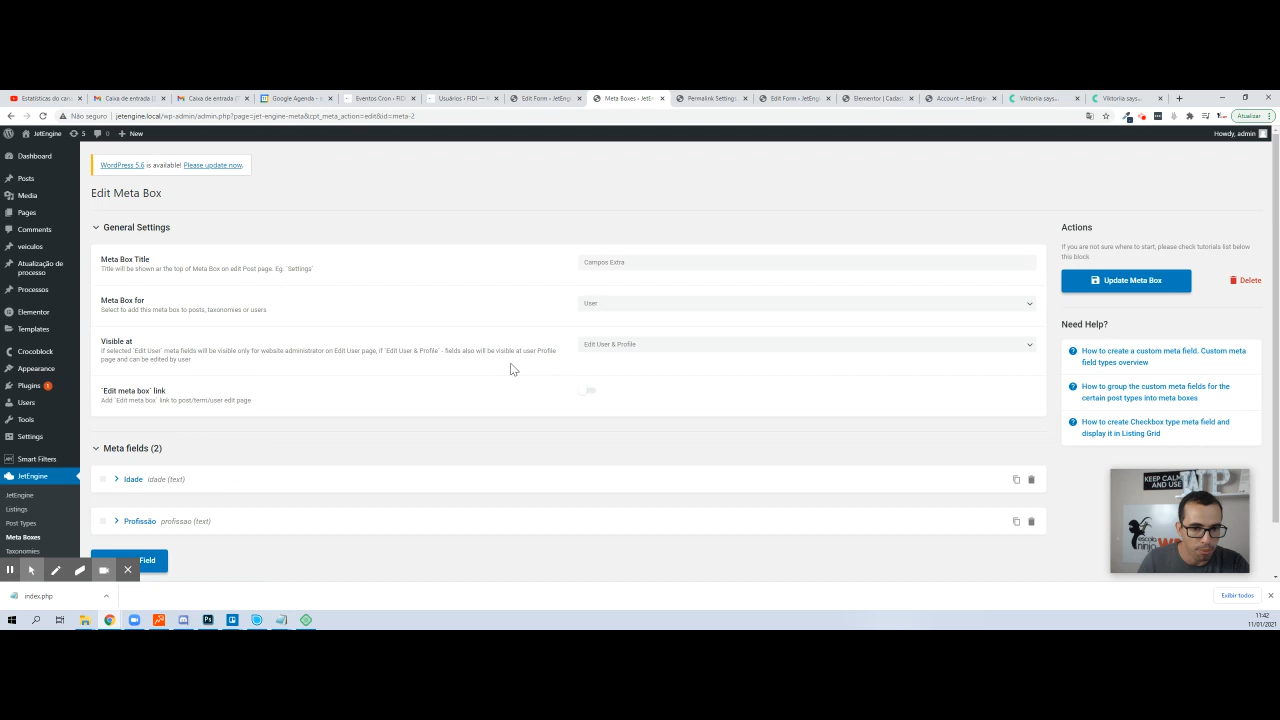 Estatísticas do can
Caixa de entrada (
Caixa de entrada (
Google Agenda -
Eventos Cron • FIDI
Usuários • FIDI —
Edit Form ‹ JetEngin
Meta Boxes ‹ JetEn
Permalink Settings
Edit Form ‹ JetEngin
Elementor | Cadas
Account – JetEngin
Viktoriia says...
Viktoriia says...
Não seguro
jetengine.local/wp-admin/admin.php?page=jet-engine-meta&cpt_meta_action=edit&id=meta-2
Atualizar
JetEngine
5
0
New
Howdy, admin
Dashboard
Posts
Media
Pages
Comments
veiculos
Atualização de
processo
Processos
Elementor
Templates
Crocoblock
Appearance
Plugins 1
Users
Tools
Settings
Smart Filters
JetEngine
JetEngine
Listings
Post Types
Meta Boxes
Taxonomies
WordPress 5.6 is available! Please update now.
Edit Meta Box
General Settings
Meta Box Title
Title will be shown at the top of Meta Box on edit Post page. Eg. `Settings`
Campos Extra
Meta Box for
Select to add this meta box to posts, taxonomies or users
User
Visible at
If selected `Edit User` meta fields will be visible only for website administrator on Edit User page, if `Edit User & Profile` - fields also will be visible at user Profile
page and can be edited by user
Edit User & Profile
`Edit meta box` link
Add `Edit meta box` link to post/term/user edit page
Meta fields (2)
Idade idade (text)
Profissão profissao (text)
Field
Actions
If you are not sure where to start, please check tutorials list below
this block
Update Meta Box
Delete
Need Help?
How to create a custom meta field. Custom meta
field types overview
How to group the custom meta fields for the
certain post types into meta boxes
How to create Checkbox type meta field and
display it in Listing Grid
KEEP CALM
AND USE
WP
escola
ninja
index.php
Exibir todos
11:42
11/01/2021